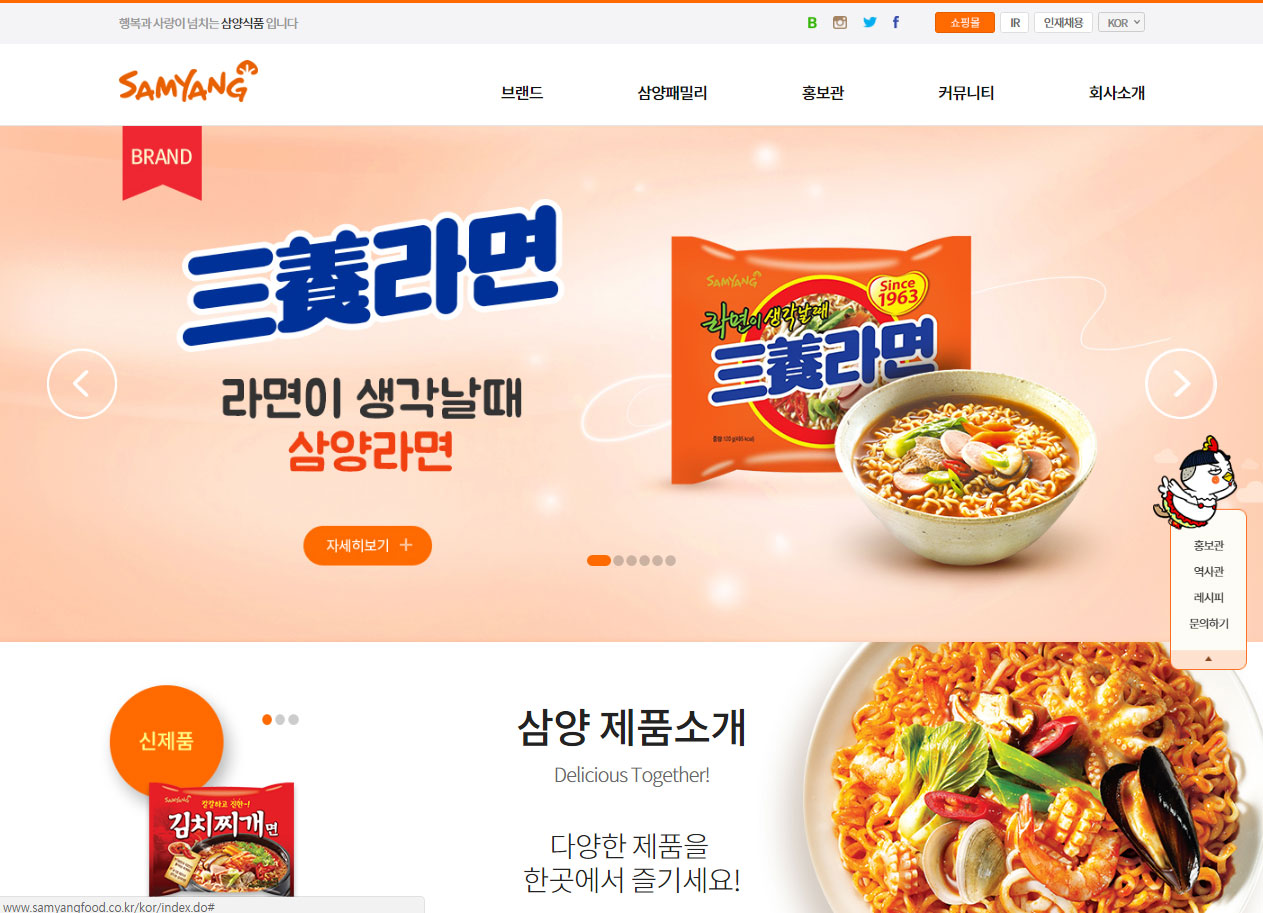 행복과 사랑이 넘치는 삼양식품 입니다
쇼핑몰 IR 인재채용 KOR
SAMYANG
브랜드 삼양패밀리 홍보관 커뮤니티 회사소개
BRAND
三養라면
라면이 생각날때
삼양라면
자세히보기 +
SAMYANG
Since
1963
라면이 생각날때
三養라면
홍보관
역사관
레시피
문의하기
신제품
SAMYANG
칼칼하고 진한~!
김치찌개면
삼양 제품소개
Delicious Together!
다양한 제품을
한곳에서 즐기세요!
www.samyangfood.co.kr/kor/index.do#